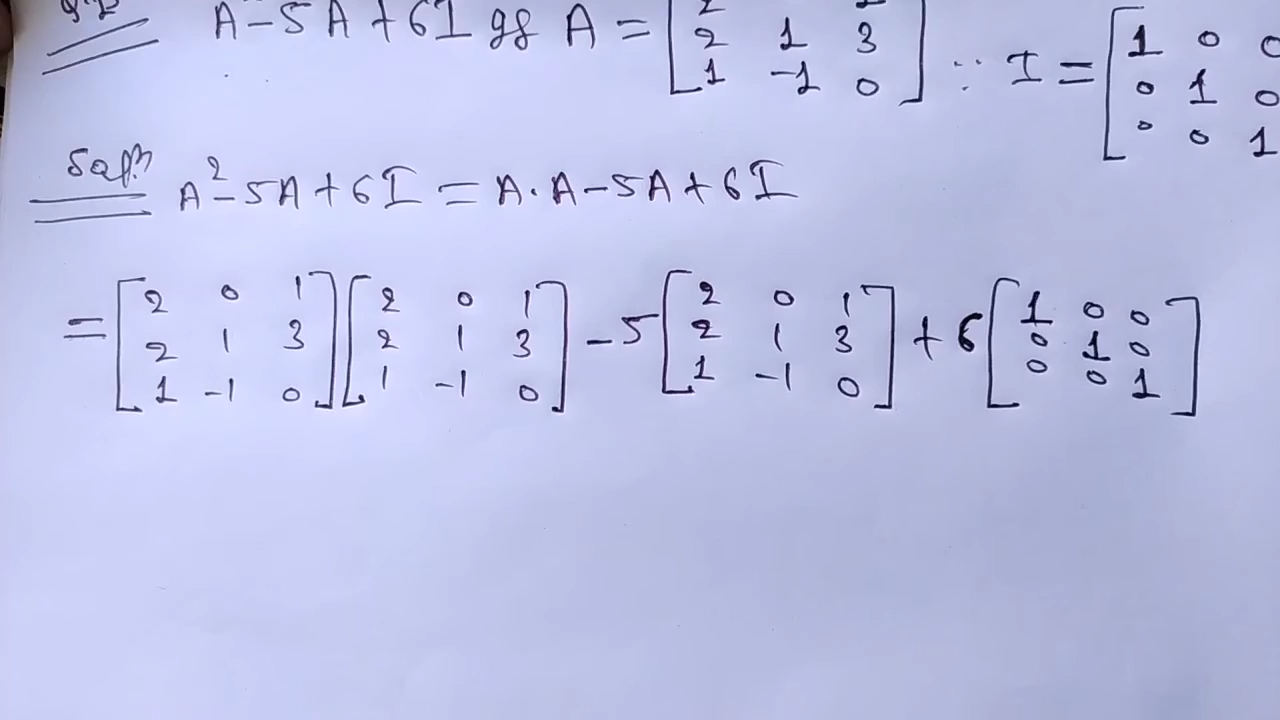 A - 5A + 6I If A = [2
2 1 3
1 -1 0] ∵ I = [1 0 0
0 1 0
0 0 1
Sol^n A² - 5A + 6I = A·A - 5A + 6I
= [2 0 1
2 1 3
1 -1 0] [2 0 1
2 1 3
1 -1 0] - 5 [2 0 1
2 1 3
1 -1 0] + 6 [1 0 0
0 1 0
0 0 1]